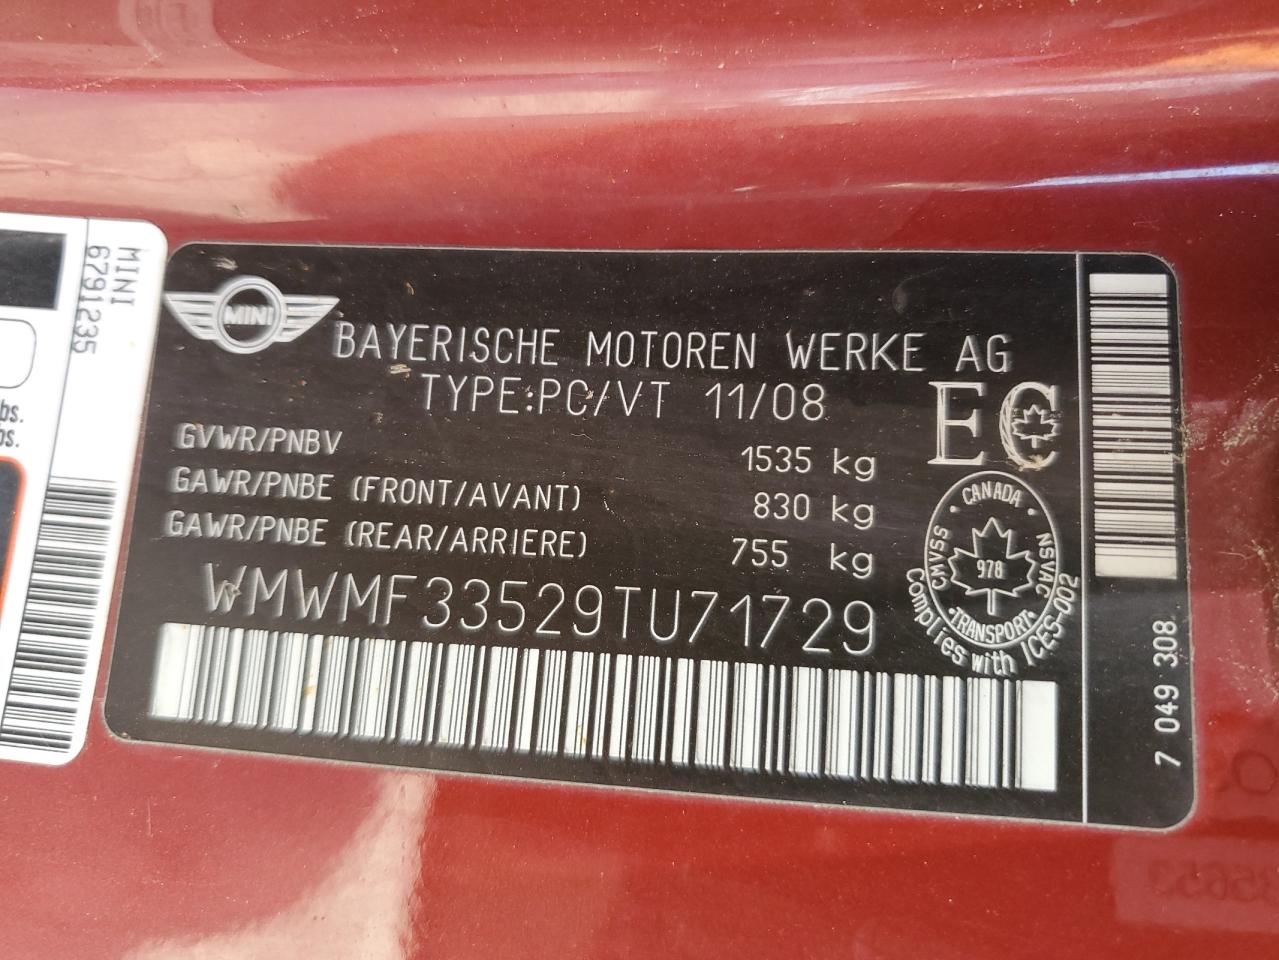 MINI
6791235
bs.
bs.
MINI
BAYERISCHE MOTOREN WERKE AG
TYPE:PC/VT 11/08
EC
GVWR/PNBV 1535 kg
GAWR/PNBE (FRONT/AVANT) 830 kg
GAWR/PNBE (REAR/ARRIERE) 755 kg
WMWMF33529TU71729
CANADA
CMVSS
978
NSVAC
TRANSPORT
Complies with ICES-002
7 049 308